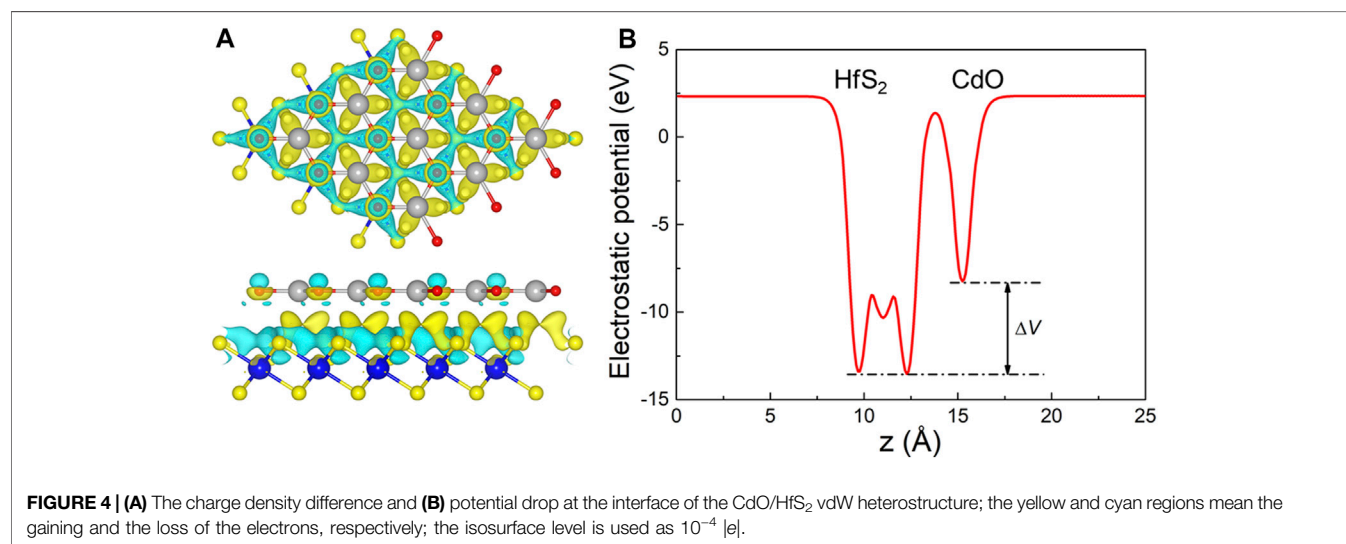 A
B
Electrostatic potential (eV)
5
0
-5
-10
-15
HfS₂
CdO
ΔV
0 5 10 15 20 25
z (Å)
FIGURE 4 | (A) The charge density difference and (B) potential drop at the interface of the CdO/HfS₂ vdW heterostructure; the yellow and cyan regions mean the
gaining and the loss of the electrons, respectively; the isosurface level is used as 10⁻⁴ |e|.